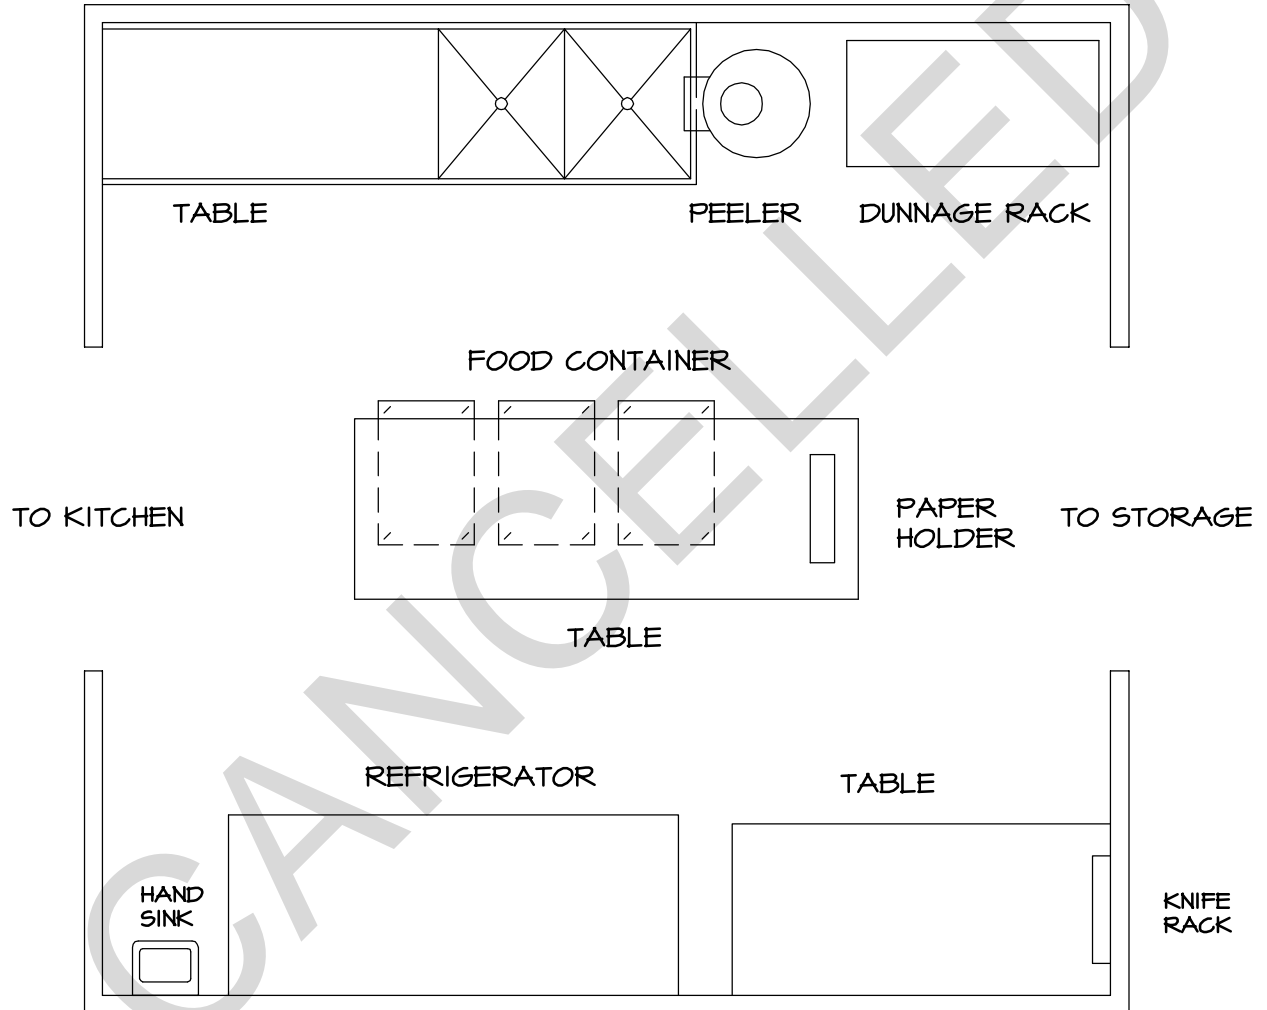 TABLE
PEELER
DUNNAGE RACK
FOOD CONTAINER
TO KITCHEN
PAPER
HOLDER
TO STORAGE
TABLE
REFRIGERATOR
TABLE
HAND
SINK
KNIFE
RACK
CANCELLED